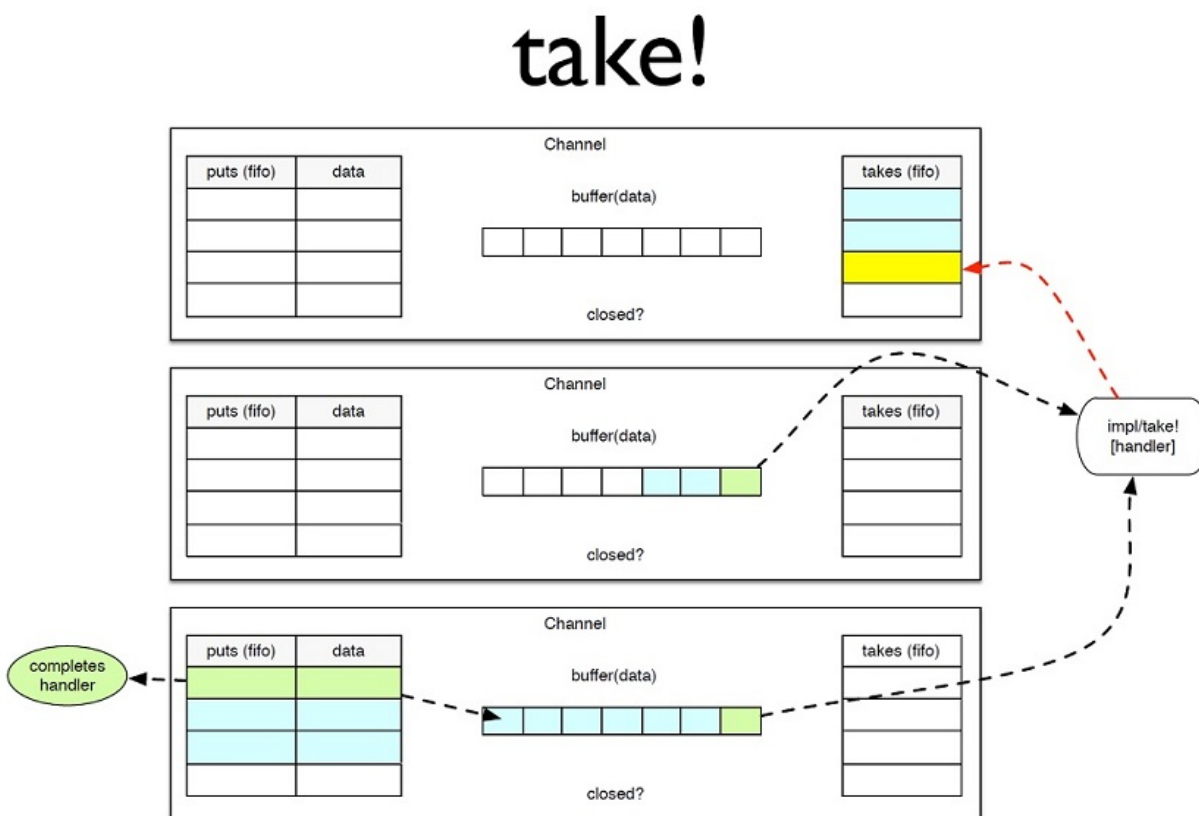 take!
Channel
puts (fifo) data
buffer(data)
takes (fifo)
closed?
Channel
puts (fifo) data
buffer(data)
takes (fifo)
closed?
impl/take!
[handler]
Channel
puts (fifo) data
buffer(data)
takes (fifo)
closed?
completes
handler